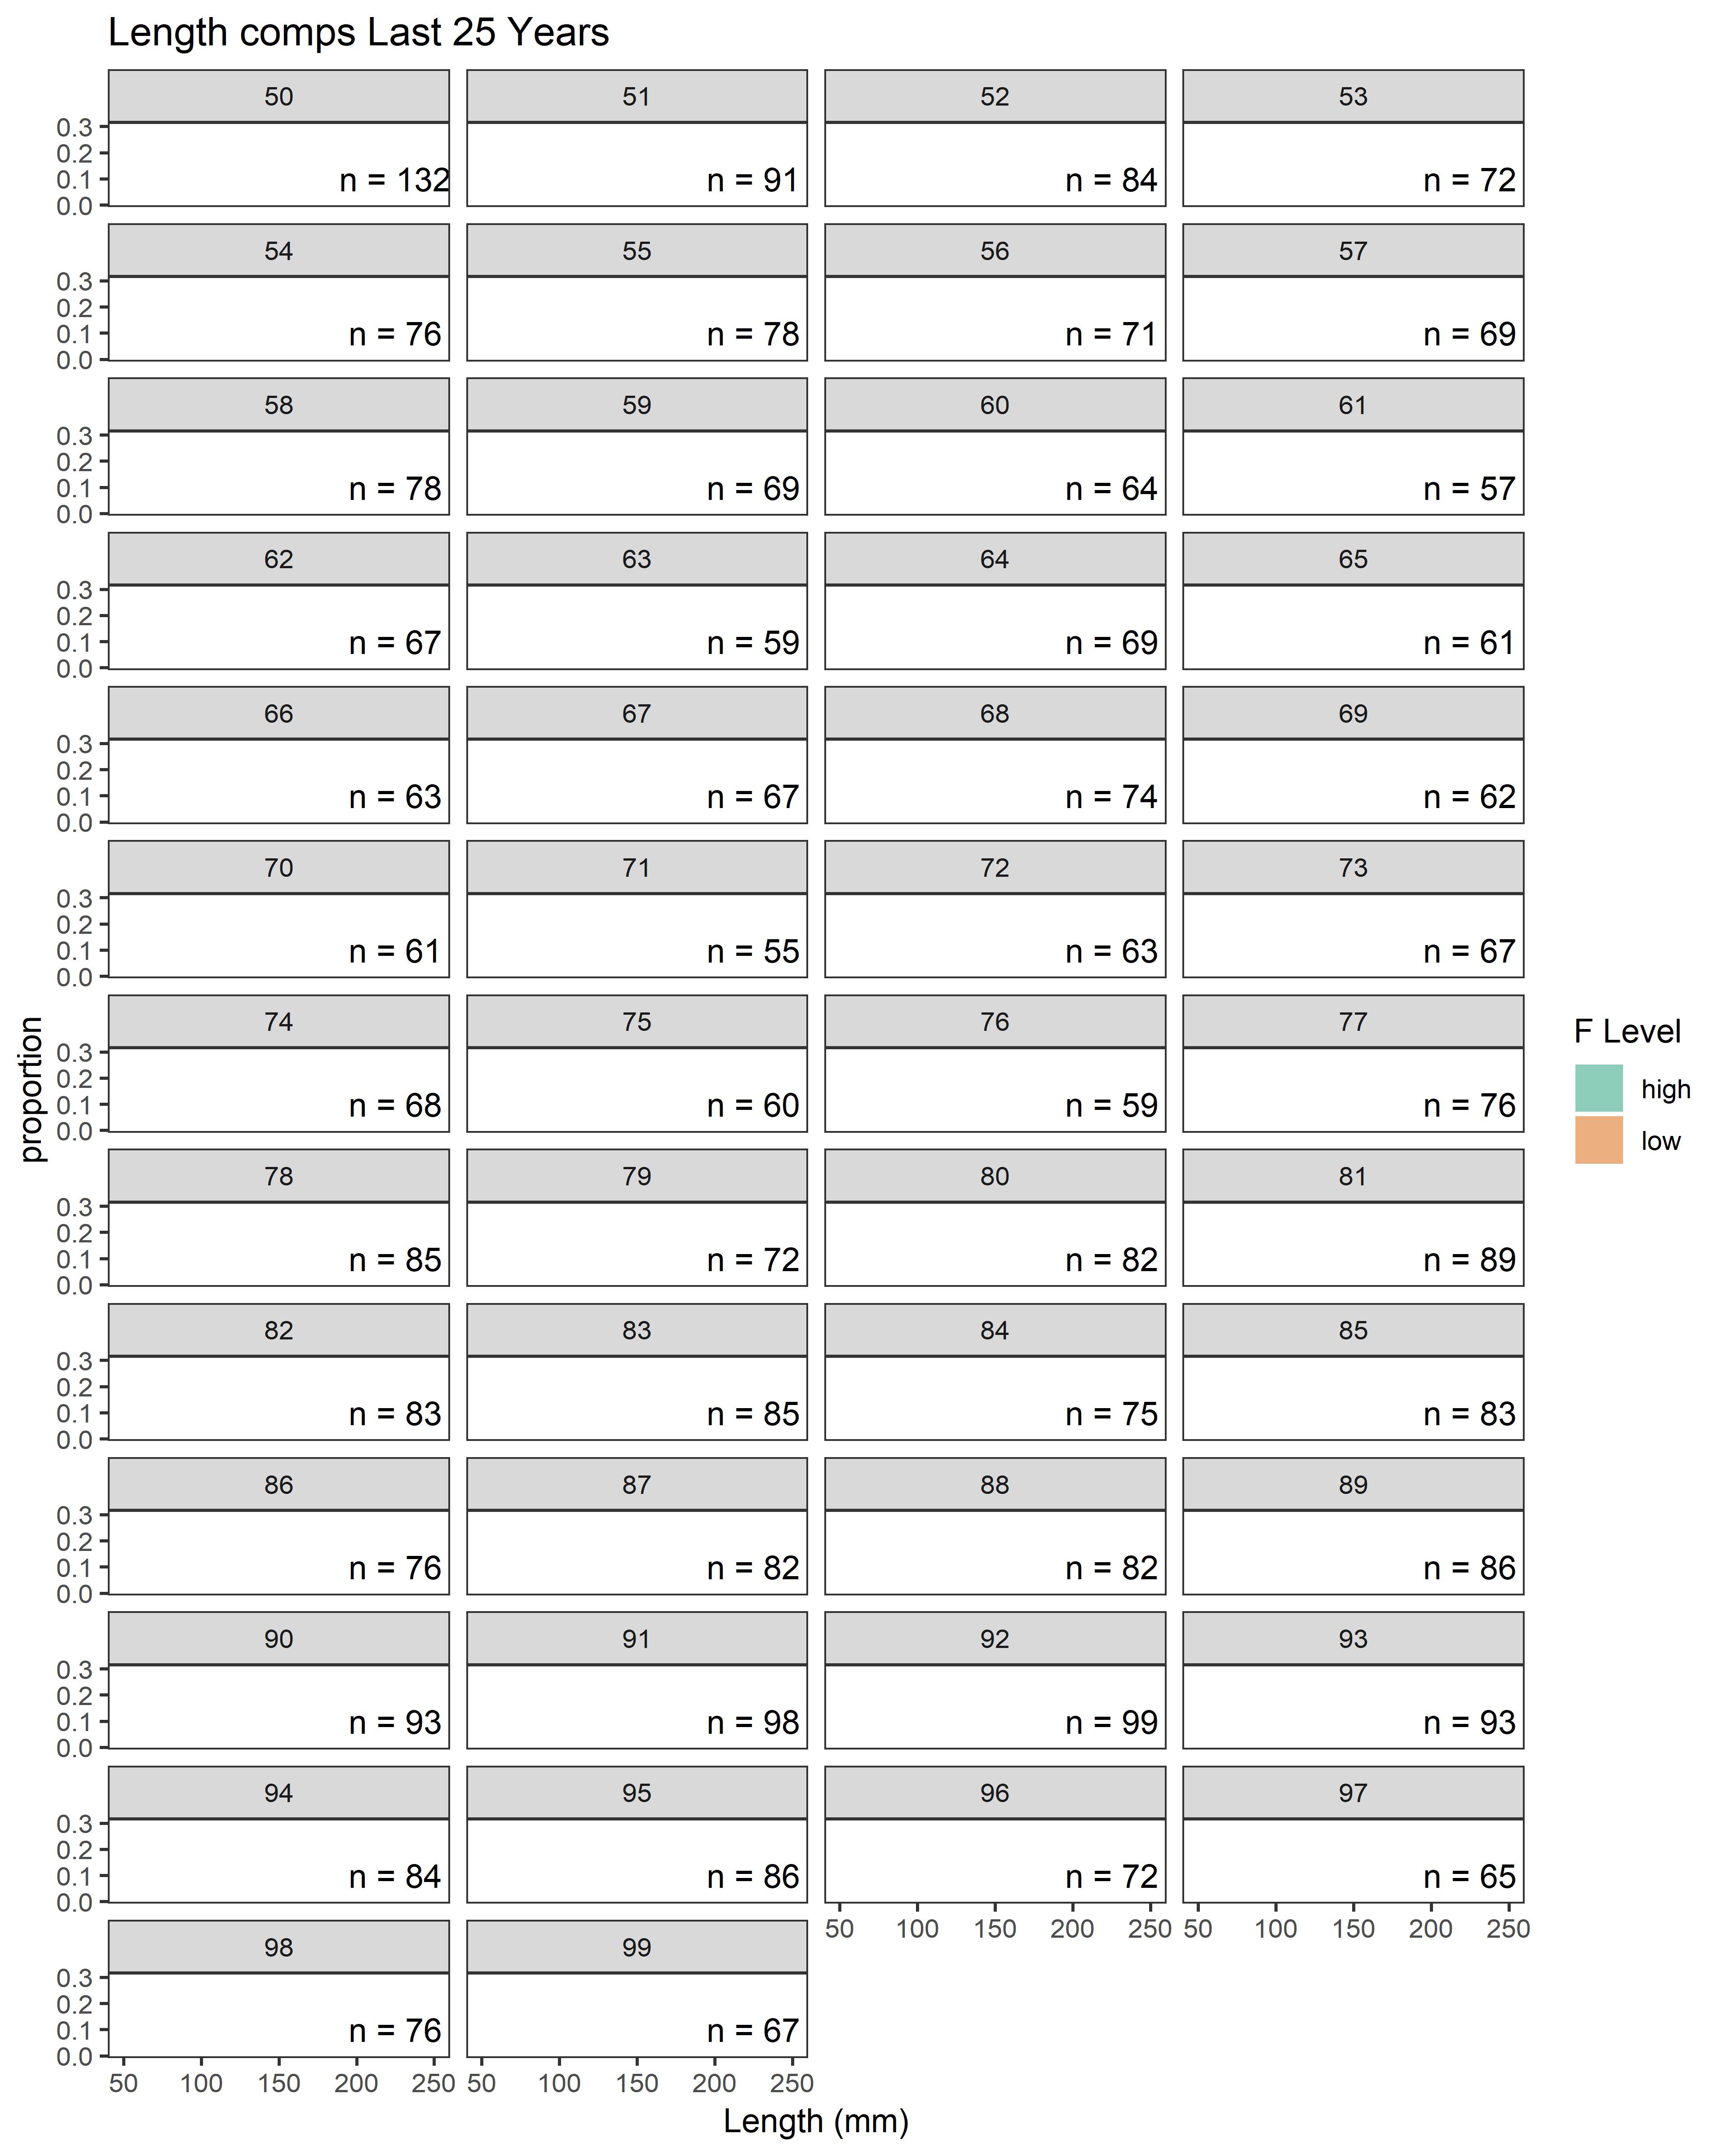 Length comps Last 25 Years
50 51 52 53
0.3
0.2
0.1
0.0
n = 132 n = 91 n = 84 n = 72
54 55 56 57
0.3
0.2
0.1
0.0
n = 76 n = 78 n = 71 n = 69
58 59 60 61
0.3
0.2
0.1
0.0
n = 78 n = 69 n = 64 n = 57
62 63 64 65
0.3
0.2
0.1
0.0
n = 67 n = 59 n = 69 n = 61
66 67 68 69
0.3
0.2
0.1
0.0
n = 63 n = 67 n = 74 n = 62
70 71 72 73
0.3
0.2
0.1
0.0
n = 61 n = 55 n = 63 n = 67
74 75 76 77
0.3
0.2
0.1
0.0
n = 68 n = 60 n = 59 n = 76
78 79 80 81
0.3
0.2
0.1
0.0
n = 85 n = 72 n = 82 n = 89
82 83 84 85
0.3
0.2
0.1
0.0
n = 83 n = 85 n = 75 n = 83
86 87 88 89
0.3
0.2
0.1
0.0
n = 76 n = 82 n = 82 n = 86
90 91 92 93
0.3
0.2
0.1
0.0
n = 93 n = 98 n = 99 n = 93
94 95 96 97
0.3
0.2
0.1
0.0
n = 84 n = 86 n = 72 n = 65
50 100 150 200 250 50 100 150 200 250
98 99
0.3
0.2
0.1
0.0
n = 76 n = 67
50 100 150 200 250 50 100 150 200 250
Length (mm)
proportion
F Level
high
low